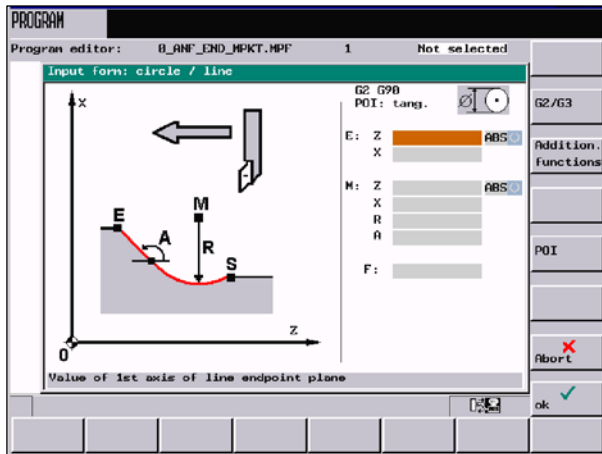 PROGRAM
Program editor: 0_ANF_END_MPKT.MPF 1 Not selected
Input form: circle / line
G2 G90
POI: tang.
Ø
X
E: Z ABS
X
M: Z ABS
X
R
A
F:
E
A
M
R
S
Z
0
Value of 1st axis of line endpoint plane
G2/G3
Addition.
functions
POI
Abort
ok